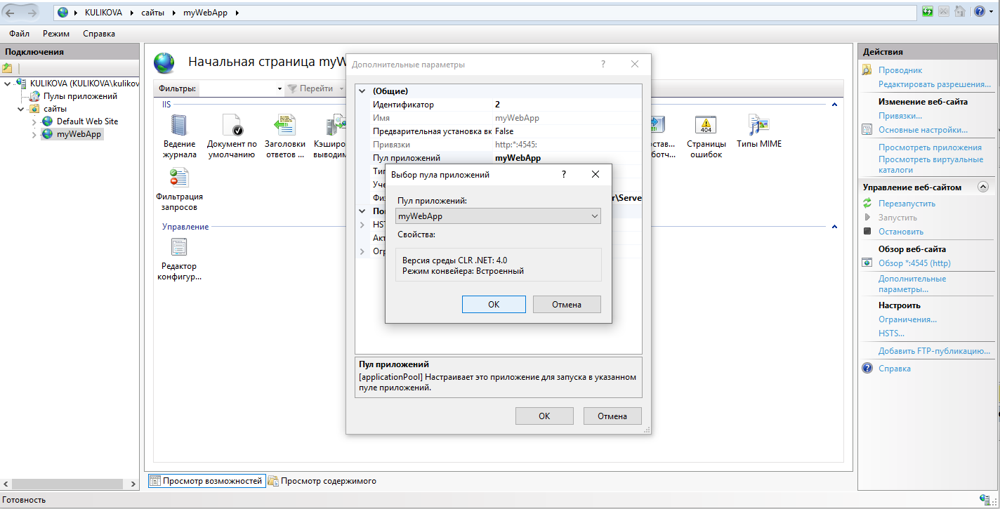 KULIKOVA
сайты
myWebApp
Файл
Режим
Справка
Подключения
KULIKOVA (KULIKOVA\kulikov
Пулы приложений
сайты
Default Web Site
myWebApp
Начальная страница myW
Фильтры:
Перейти
IIS
Ведение
журнала
Документ по
умолчанию
Заголовки
ответов ...
Кэширо
выводим
остав...
ботч...
Страницы
ошибок
404
Типы MIME
Фильтрация
запросов
Управление
Редактор
конфигур...
Дополнительные параметры
?
(Общие)
Идентификатор 2
Имя myWebApp
Предварительная установка вк False
Привязки http:*:4545:
Пул приложений myWebApp
Тип
Уче
Физ r\Serve
Пов
HST
Акт
Огр
Выбор пула приложений
?
Пул приложений:
myWebApp
Свойства:
Версия среды CLR .NET: 4.0
Режим конвейера: Встроенный
OK
Отмена
Пул приложений
[applicationPool] Настраивает это приложение для запуска в указанном
пуле приложений.
OK
Отмена
Просмотр возможностей
Просмотр содержимого
Действия
Проводник
Редактировать разрешения...
Изменение веб-сайта
Привязки...
Основные настройки...
Просмотреть приложения
Просмотреть виртуальные
каталоги
Управление веб-сайтом
Перезапустить
Запустить
Остановить
Обзор веб-сайта
Обзор *:4545 (http)
Дополнительные
параметры...
Настроить
Ограничения...
HSTS...
Добавить FTP-публикацию...
Справка
Готовность